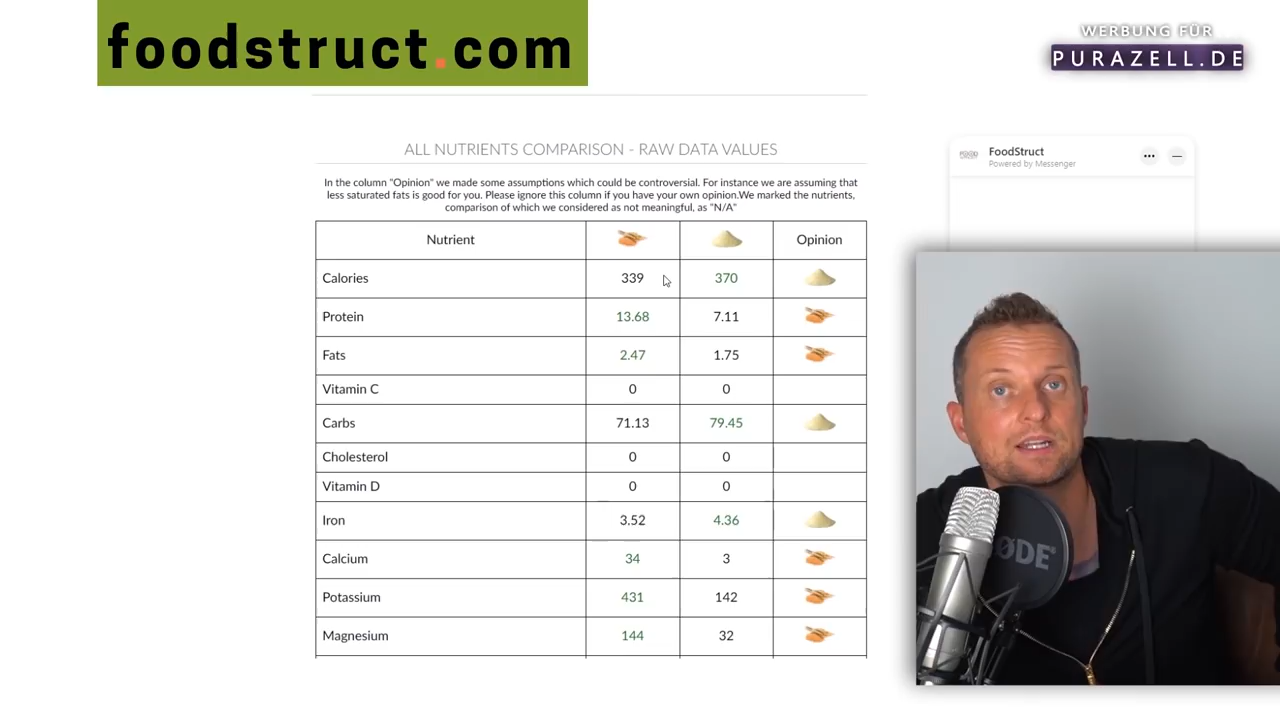 foodstruct.com
WERBUNG FÜR
PURAZELL.DE
ALL NUTRIENTS COMPARISON - RAW DATA VALUES
In the column "Opinion" we made some assumptions which could be controversial. For instance we are assuming that
less saturated fats is good for you. Please ignore this column if you have your own opinion.We marked the nutrients,
comparison of which we considered as not meaningful, as "N/A"
Nutrient Opinion
Calories 339 370
Protein 13.68 7.11
Fats 2.47 1.75
Vitamin C 0 0
Carbs 71.13 79.45
Cholesterol 0 0
Vitamin D 0 0
Iron 3.52 4.36
Calcium 34 3
Potassium 431 142
Magnesium 144 32
FoodStruct
Powered by Messenger
RØDE